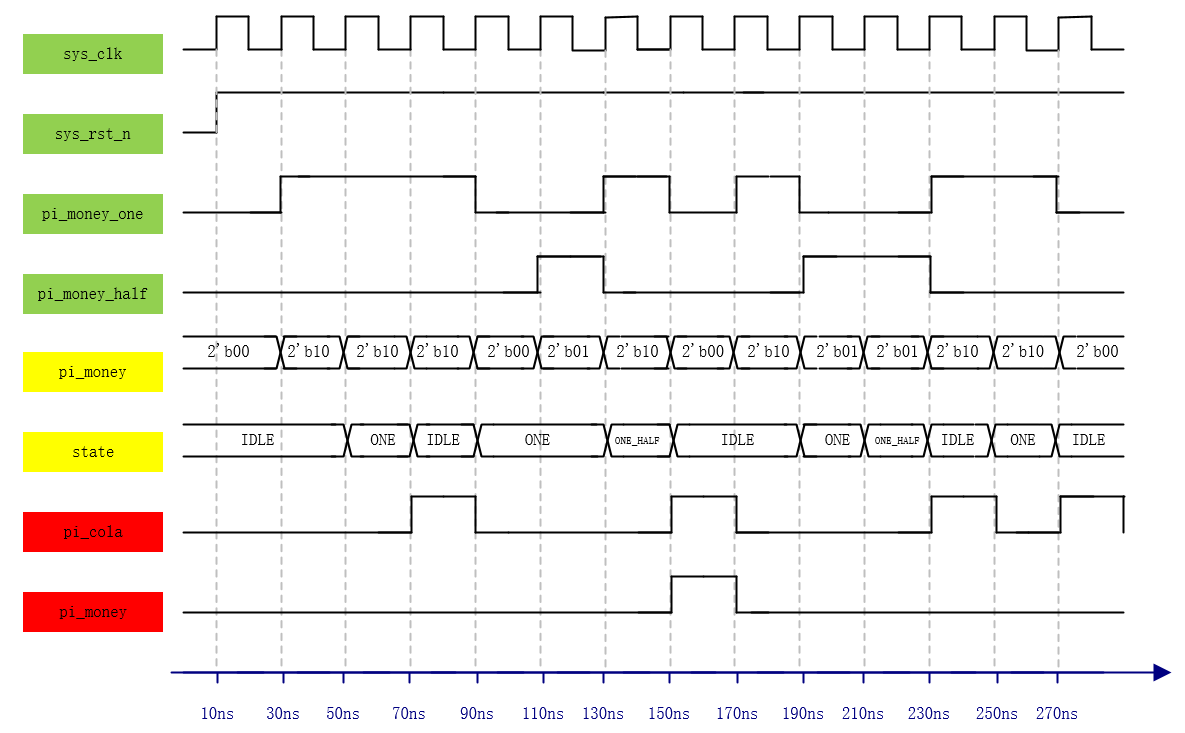 sys_clk
sys_rst_n
pi_money_one
pi_money_half
pi_money
2'b00 2'b10 2'b10 2'b10 2'b00 2'b01 2'b10 2'b00 2'b10 2'b01 2'b01 2'b10 2'b10 2'b00
state
IDLE ONE IDLE ONE ONE_HALF IDLE ONE ONE_HALF IDLE ONE IDLE
pi_cola
pi_money
10ns 30ns 50ns 70ns 90ns 110ns 130ns 150ns 170ns 190ns 210ns 230ns 250ns 270ns